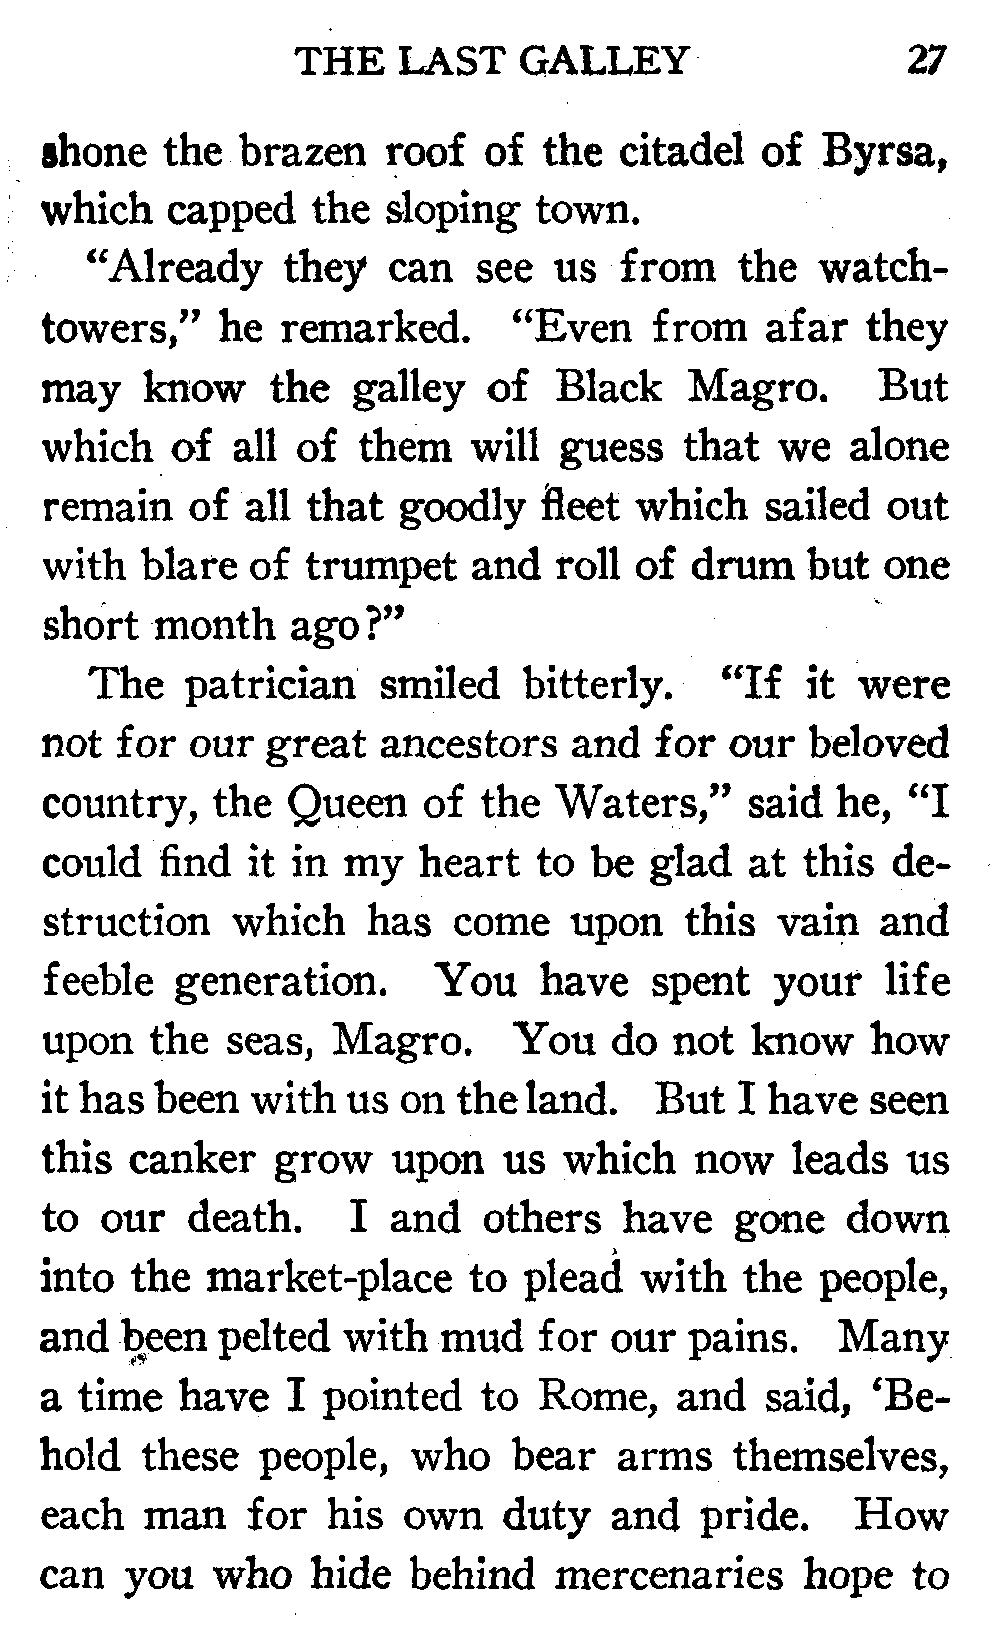 THE LAST GALLEY 27
shone the brazen roof of the citadel of Byrsa,
which capped the sloping town.
“Already they can see us from the watch-
towers,” he remarked. “Even from afar they
may know the galley of Black Magro. But
which of all of them will guess that we alone
remain of all that goodly fleet which sailed out
with blare of trumpet and roll of drum but one
short month ago?”
The patrician smiled bitterly. “If it were
not for our great ancestors and for our beloved
country, the Queen of the Waters,” said he, “I
could find it in my heart to be glad at this de-
struction which has come upon this vain and
feeble generation. You have spent your life
upon the seas, Magro. You do not know how
it has been with us on the land. But I have seen
this canker grow upon us which now leads us
to our death. I and others have gone down
into the market-place to plead with the people,
and been pelted with mud for our pains. Many
a time have I pointed to Rome, and said, ‘Be-
hold these people, who bear arms themselves,
each man for his own duty and pride. How
can you who hide behind mercenaries hope to